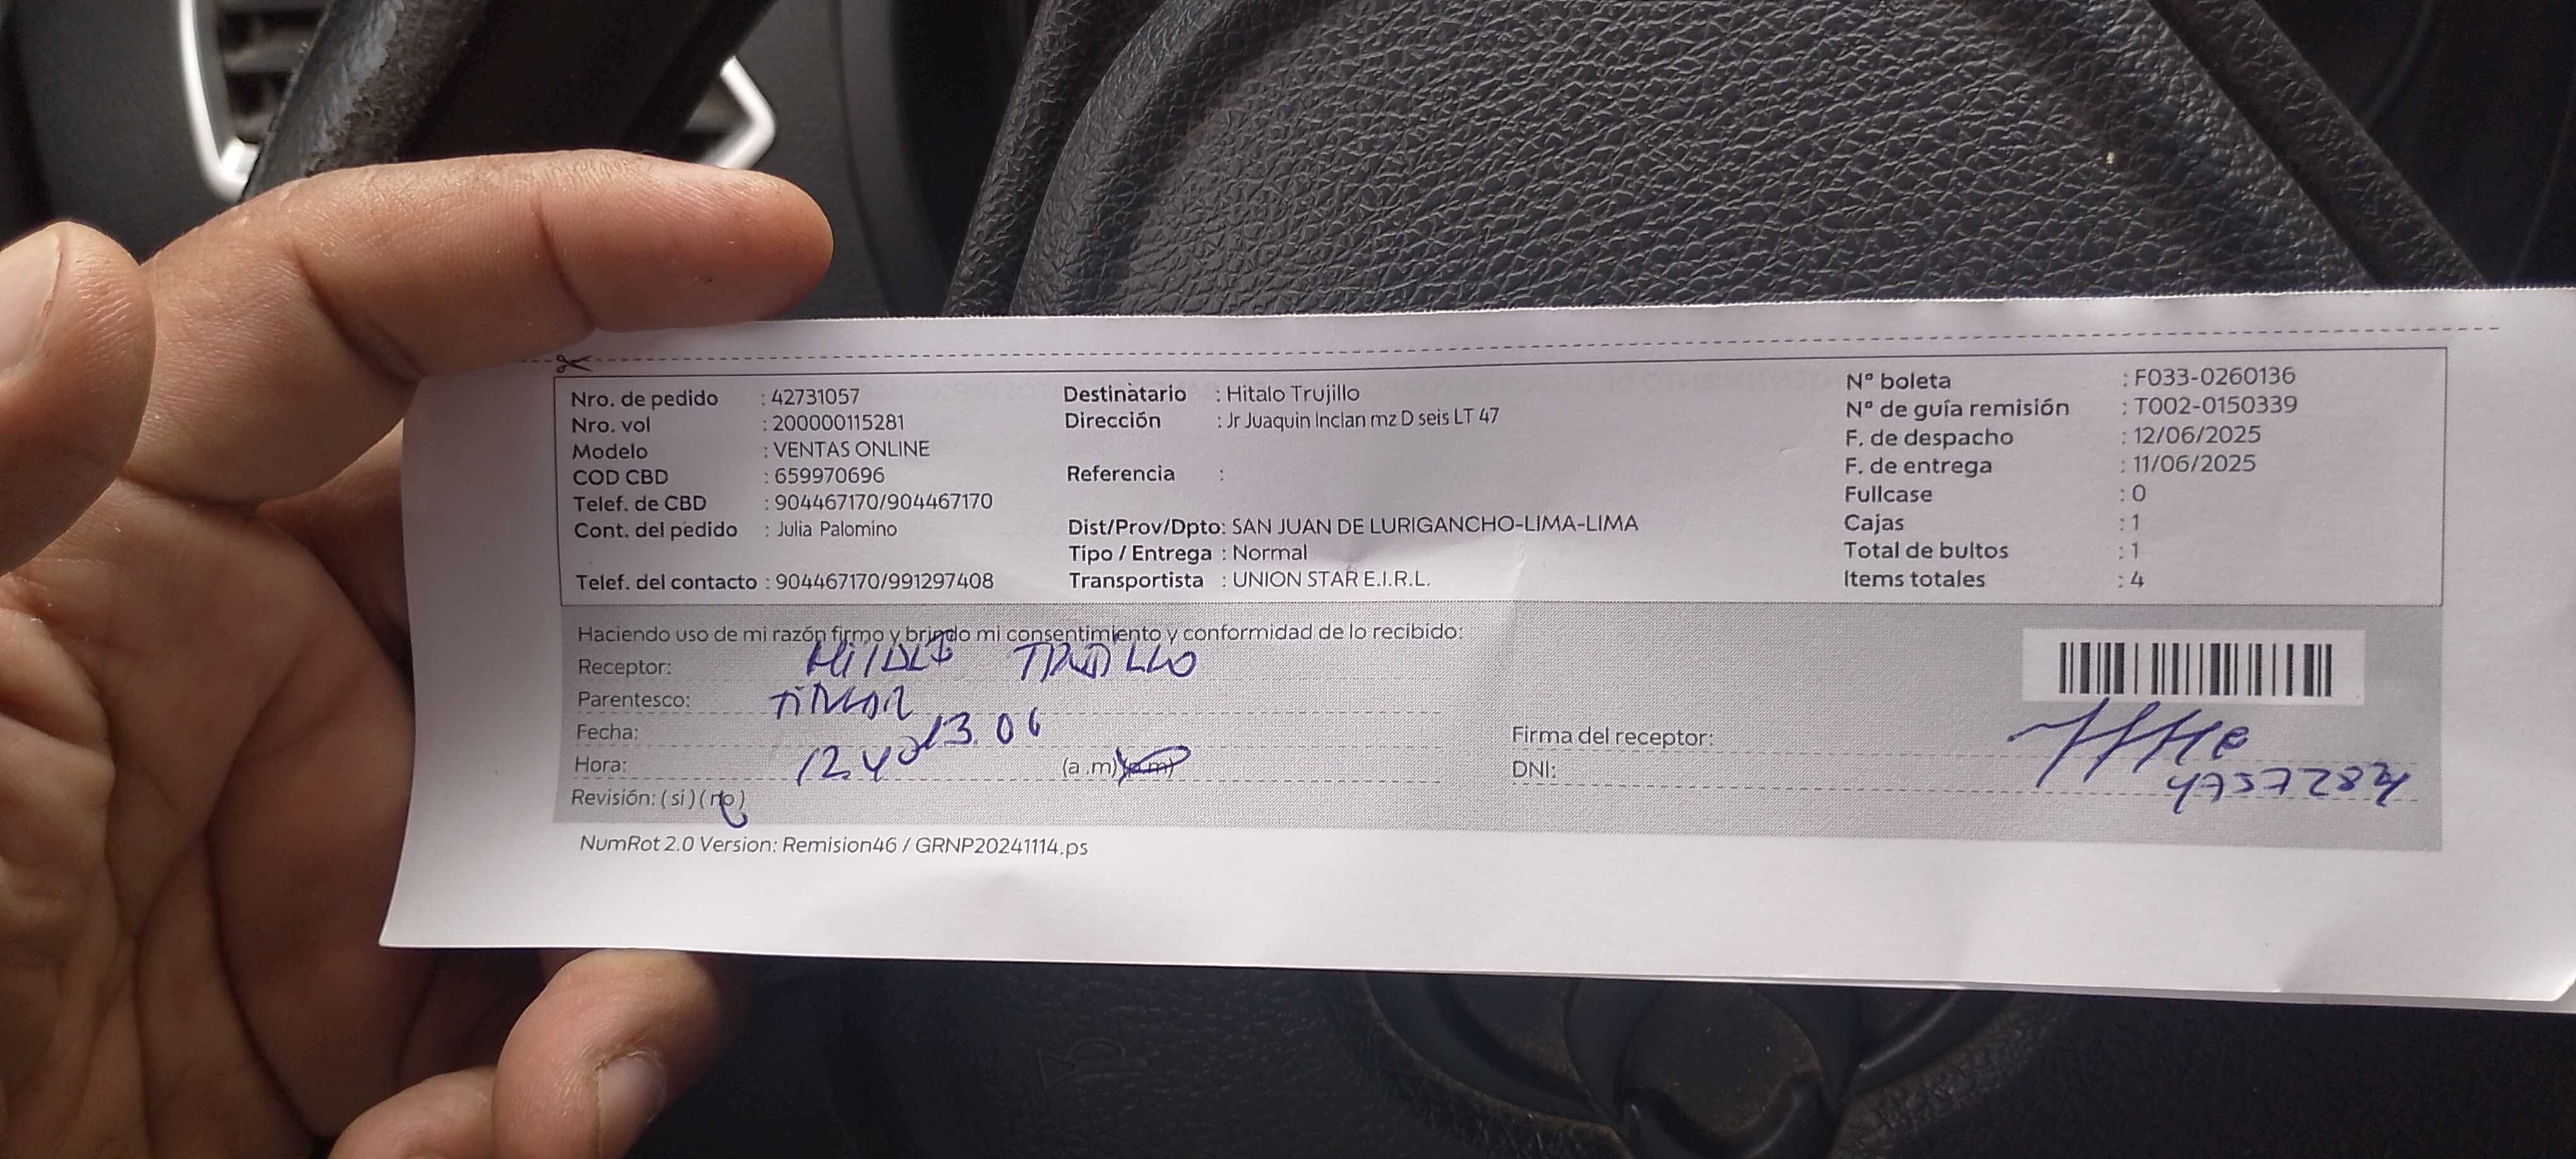 Nro. de pedido : 42731057
Nro. vol : 200000115281
Modelo : VENTAS ONLINE
COD CBD : 659970696
Telef. de CBD : 904467170/904467170
Cont. del pedido : Julia Palomino
Telef. del contacto : 904467170/991297408
Destinatario : Hitalo Trujillo
Dirección : Jr Juaquin Inclan mz D seis LT 47
Referencia :
Dist/Prov/Dpto: SAN JUAN DE LURIGANCHO-LIMA-LIMA
Tipo / Entrega : Normal
Transportista : UNION STAR E.I.R.L.
Nº boleta : F033-0260136
Nº de guía remisión : T002-0150339
F. de despacho : 12/06/2025
F. de entrega : 11/06/2025
Fullcase : 0
Cajas : 1
Total de bultos : 1
Items totales : 4
Haciendo uso de mi razón firmo y brindo mi consentimiento y conformidad de lo recibido:
Receptor: HITALO TRUJILLO
Parentesco: TITULAR
Fecha: 13.06
Hora: 12.40 (a .m) (p.m)
Revisión: ( si ) ( no )
Firma del receptor:
DNI:
NumRot 2.0 Version: Remision46 / GRNP20241114.ps